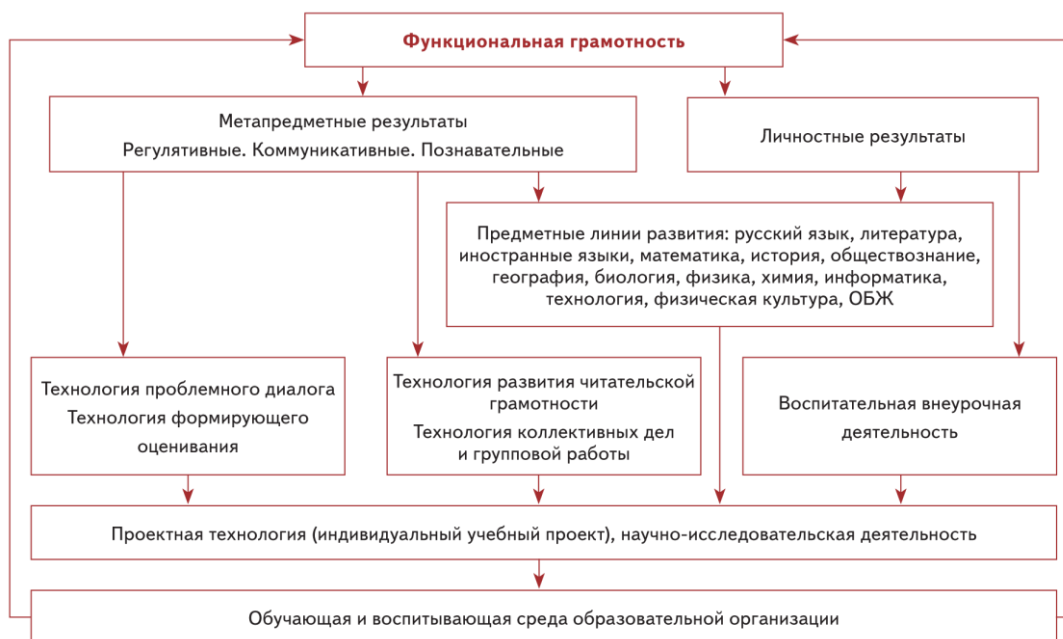 Функциональная грамотность
Метапредметные результаты
Регулятивные. Коммуникативные. Познавательные
Личностные результаты
Предметные линии развития: русский язык, литература,
иностранные языки, математика, история, обществознание,
география, биология, физика, химия, информатика,
технология, физическая культура, ОБЖ
Технология проблемного диалога
Технология формирующего
оценивания
Технология развития читательской
грамотности
Технология коллективных дел
и групповой работы
Воспитательная внеурочная
деятельность
Проектная технология (индивидуальный учебный проект), научно-исследовательская деятельность
Обучающая и воспитывающая среда образовательной организации